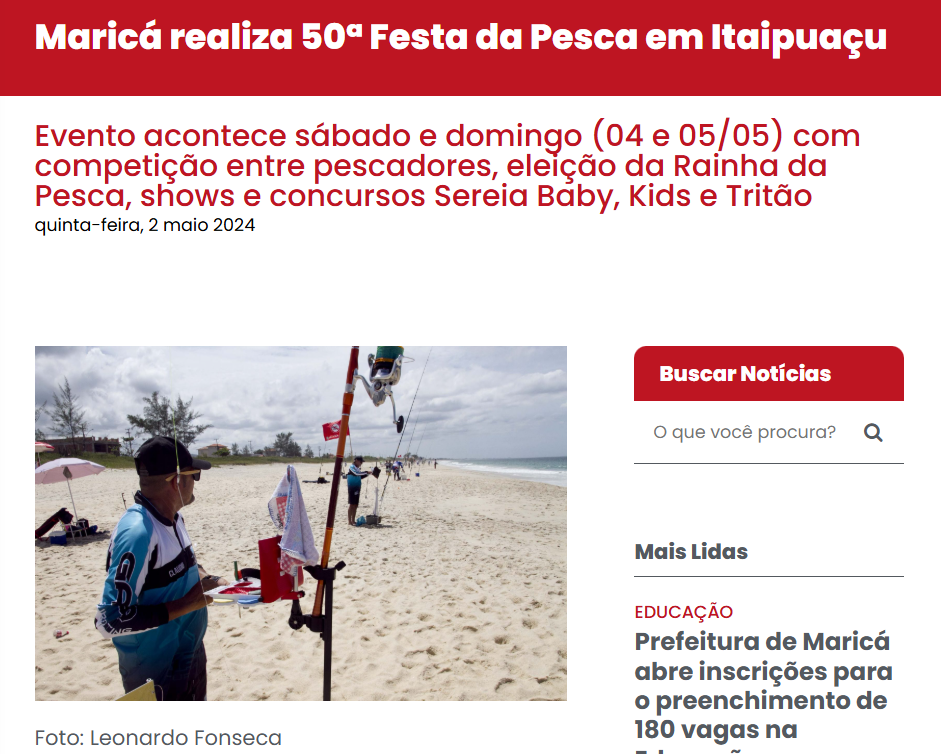 Maricá realiza 50ª Festa da Pesca em Itaipuaçu
Evento acontece sábado e domingo (04 e 05/05) com
competição entre pescadores, eleição da Rainha da
Pesca, shows e concursos Sereia Baby, Kids e Tritão
quinta-feira, 2 maio 2024
Buscar Notícias
O que você procura?
Mais Lidas
EDUCAÇÃO
Prefeitura de Maricá
abre inscrições para
o preenchimento de
180 vagas na
Foto: Leonardo Fonseca